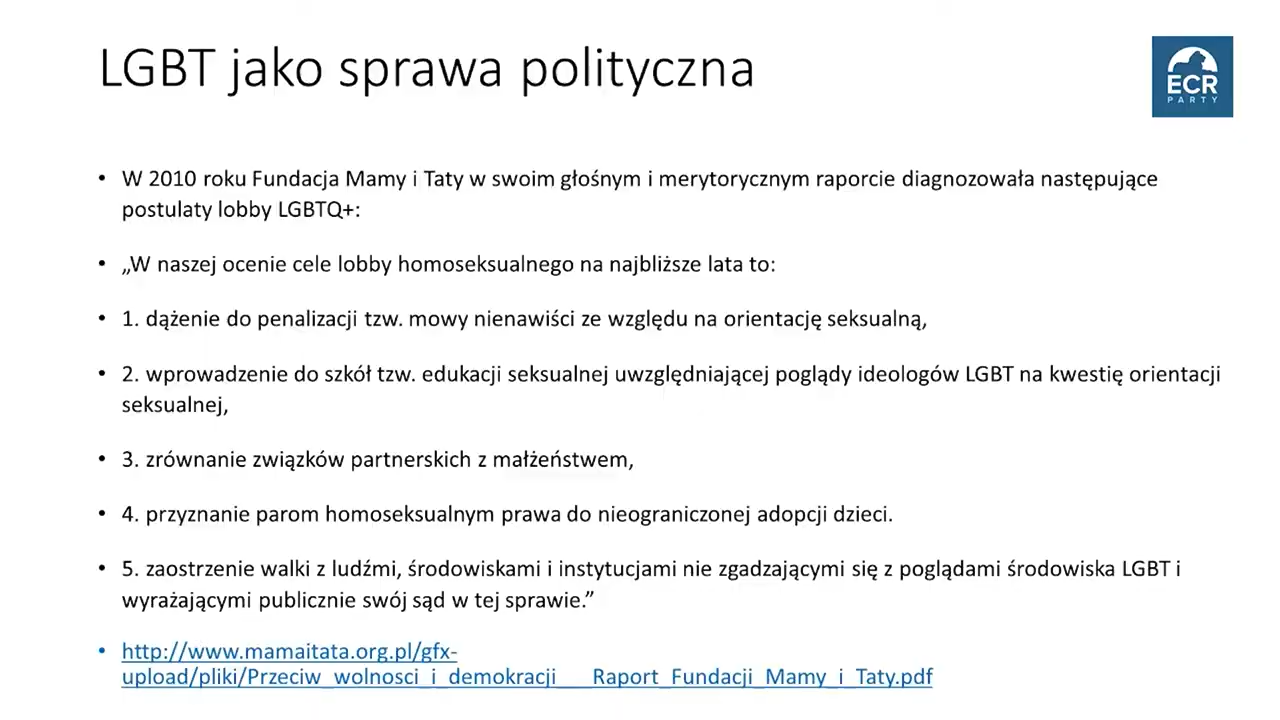 LGBT jako sprawa polityczna
ECR
PARTY
• W 2010 roku Fundacja Mamy i Taty w swoim głośnym i merytorycznym raporcie diagnozowała następujące
postulaty lobby LGBTQ+:
• „W naszej ocenie cele lobby homoseksualnego na najbliższe lata to:
• 1. dążenie do penalizacji tzw. mowy nienawiści ze względu na orientację seksualną,
• 2. wprowadzenie do szkół tzw. edukacji seksualnej uwzględniającej poglądy ideologów LGBT na kwestię orientacji
seksualnej,
• 3. zrównanie związków partnerskich z małżeństwem,
• 4. przyznanie parom homoseksualnym prawa do nieograniczonej adopcji dzieci.
• 5. zaostrzenie walki z ludźmi, środowiskami i instytucjami nie zgadzającymi się z poglądami środowiska LGBT i
wyrażającymi publicznie swój sąd w tej sprawie.”
• http://www.mamaitata.org.pl/gfx-
upload/pliki/Przeciw_wolnosci_i_demokracji___Raport_Fundacji_Mamy_i_Taty.pdf